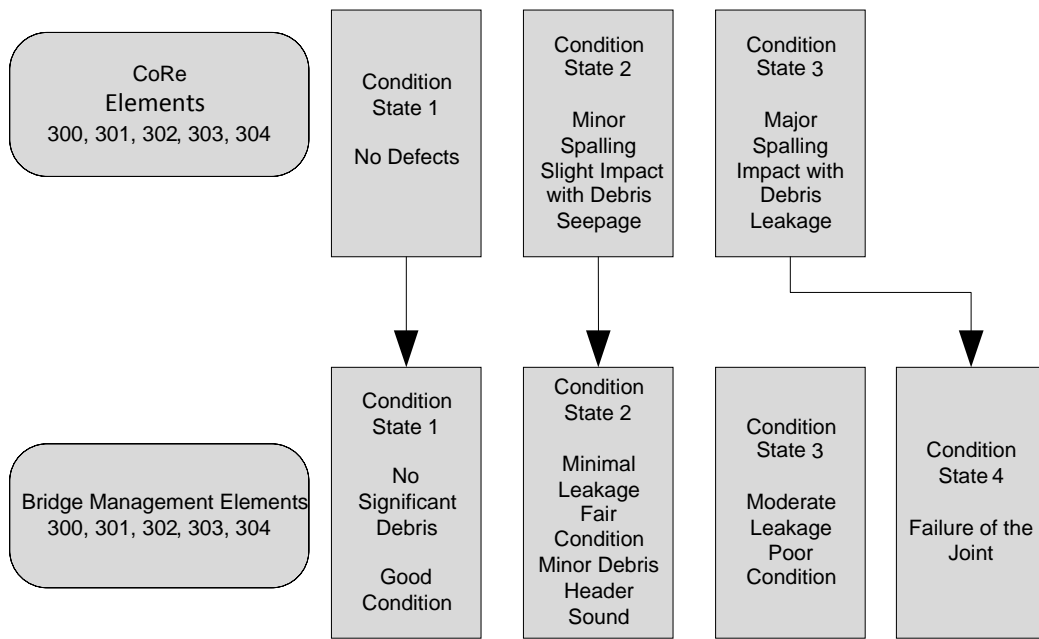 CoRe
Elements
300, 301, 302, 303, 304
Condition
State 1
No Defects
Condition
State 2
Minor
Spalling
Slight Impact
with Debris
Seepage
Condition
State 3
Major
Spalling
Impact with
Debris
Leakage
Bridge Management Elements
300, 301, 302, 303, 304
Condition
State 1
No
Significant
Debris
Good
Condition
Condition
State 2
Minimal
Leakage
Fair
Condition
Minor Debris
Header
Sound
Condition
State 3
Moderate
Leakage
Poor
Condition
Condition
State 4
Failure of the
Joint